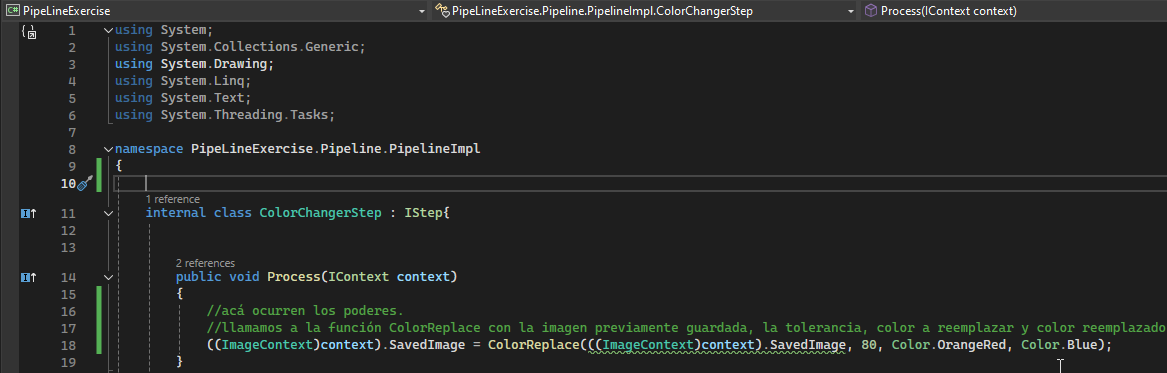 PipeLineExercise PipeLineExercise.Pipeline.PipelineImpl.ColorChangerStep Process(IContext context)
1 using System;
2 using System.Collections.Generic;
3 using System.Drawing;
4 using System.Linq;
5 using System.Text;
6 using System.Threading.Tasks;
7
8 namespace PipeLineExercise.Pipeline.PipelineImpl
9 {
10
1 reference
11 internal class ColorChangerStep : IStep{
12
13
2 references
14 public void Process(IContext context)
15 {
16 //acá ocurren los poderes.
17 //llamamos a la función ColorReplace con la imagen previamente guardada, la tolerancia, color a reemplazar y color reemplazado
18 ((ImageContext)context).SavedImage = ColorReplace(((ImageContext)context).SavedImage, 80, Color.OrangeRed, Color.Blue);
19 }